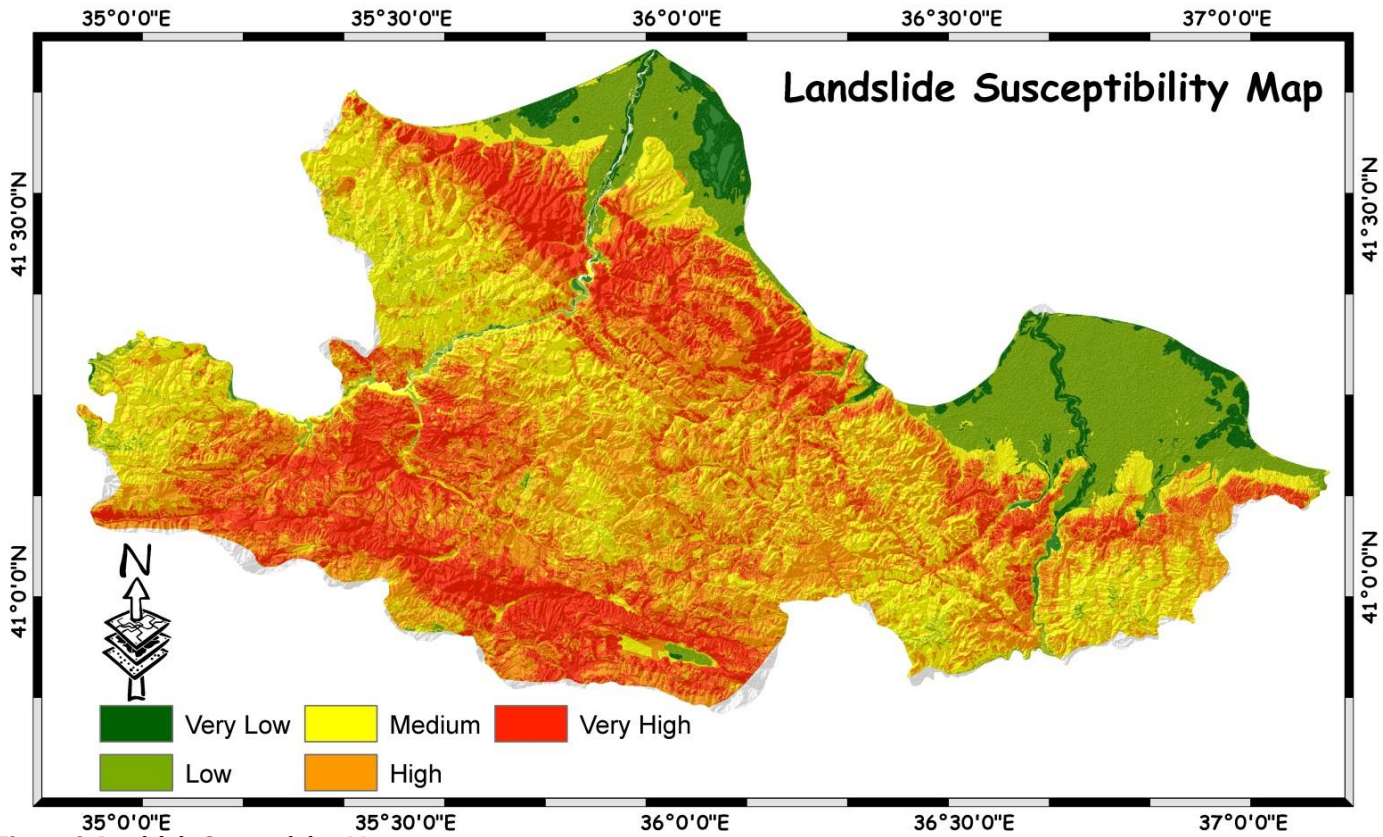 35°0'0"E 35°30'0"E 36°0'0"E 36°30'0"E 37°0'0"E
Landslide Susceptibility Map
41°30'0"N 41°30'0"N
41°0'0"N 41°0'0"N
N
Very Low Medium Very High
Low High
35°0'0"E 35°30'0"E 36°0'0"E 36°30'0"E 37°0'0"E